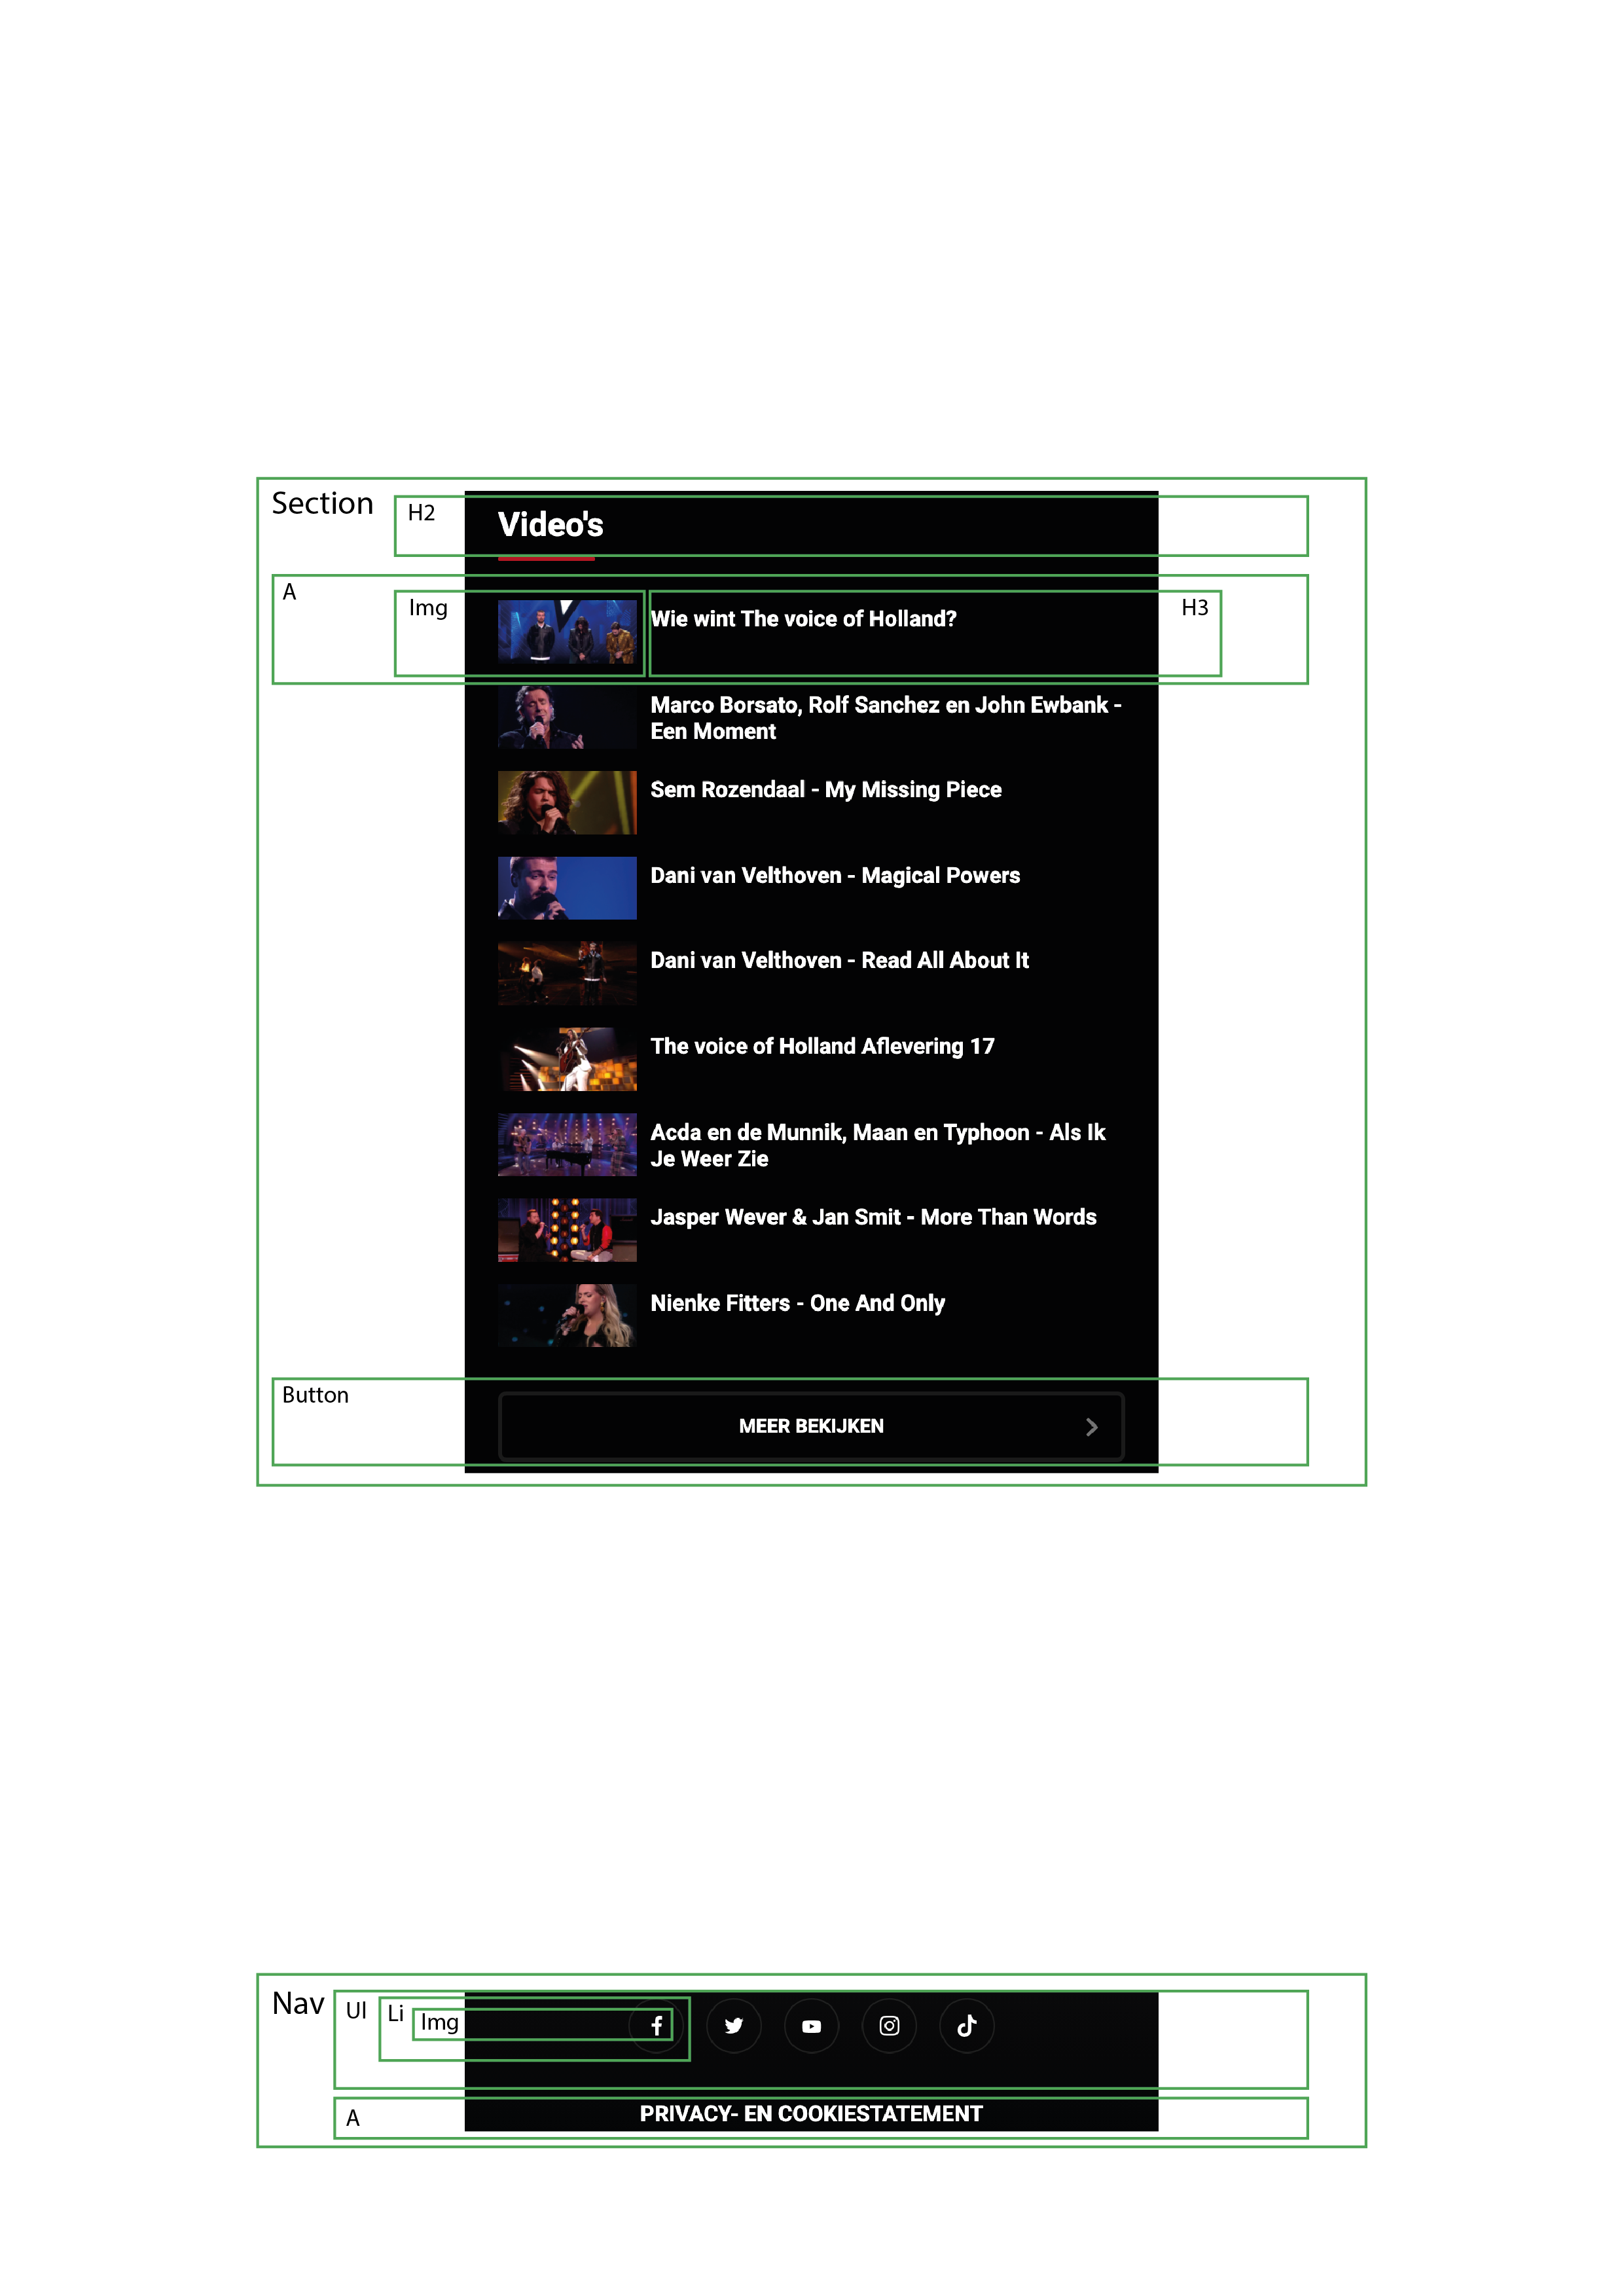 Section
H2
Video's
A
Img
Wie wint The voice of Holland?
H3
Marco Borsato, Rolf Sanchez en John Ewbank -
Een Moment
Sem Rozendaal - My Missing Piece
Dani van Velthoven - Magical Powers
Dani van Velthoven - Read All About It
The voice of Holland Aflevering 17
Acda en de Munnik, Maan en Typhoon - Als Ik
Je Weer Zie
Jasper Wever & Jan Smit - More Than Words
Nienke Fitters - One And Only
Button
MEER BEKIJKEN
Nav
Ul
Li
Img
A
PRIVACY- EN COOKIESTATEMENT